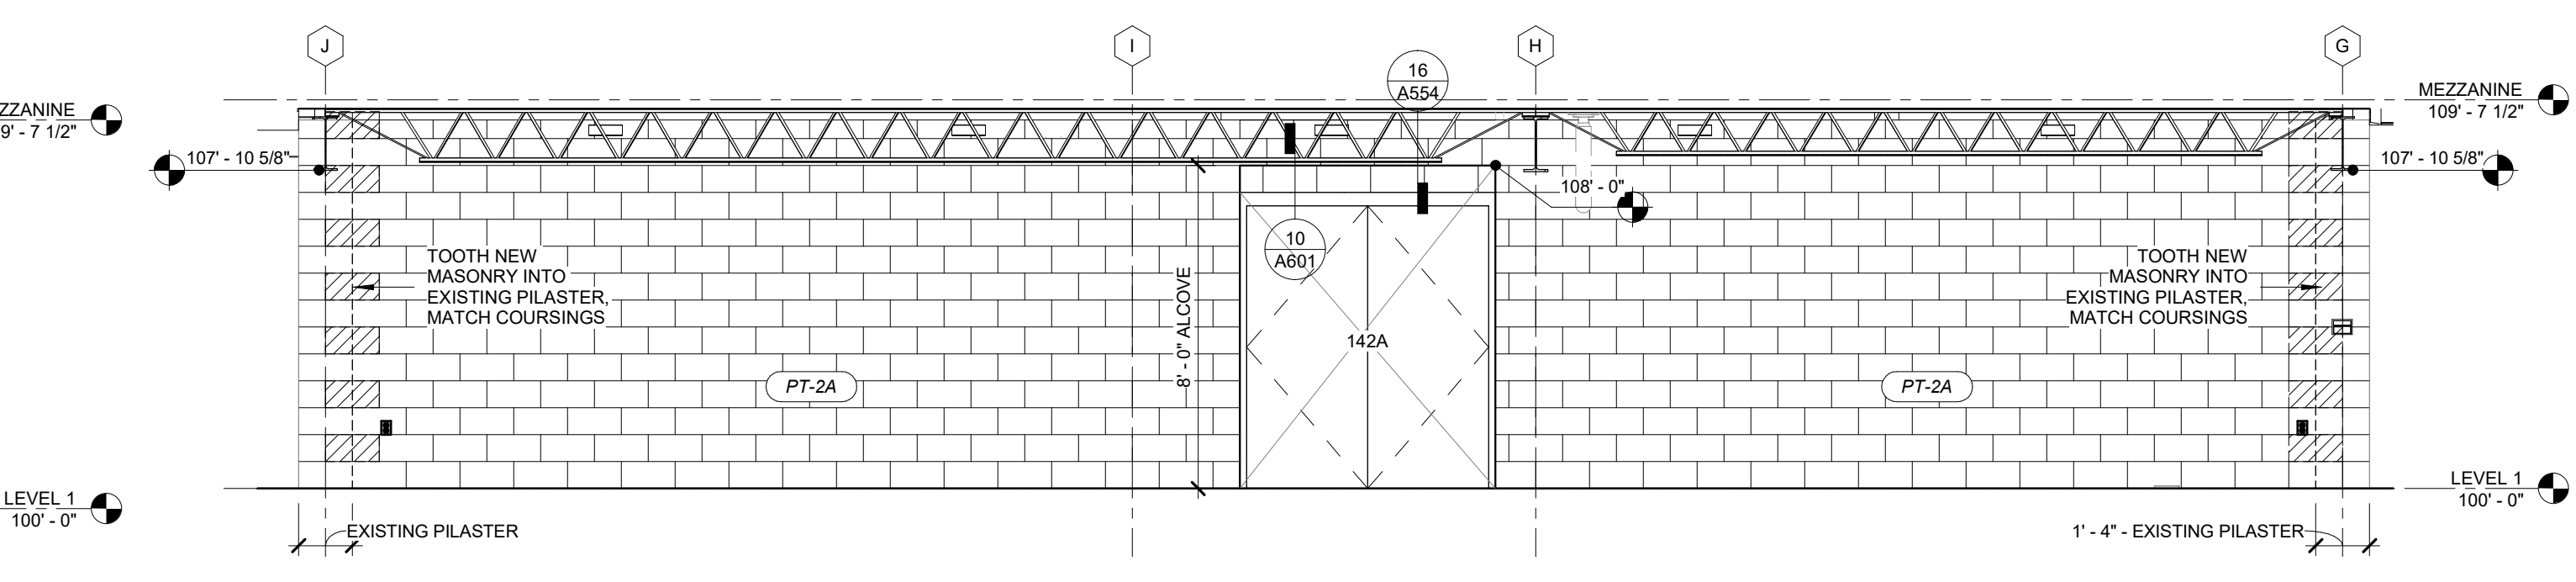 J
I
H
G
16
A554
ZZANINE
9' - 7 1/2"
MEZZANINE
109' - 7 1/2"
107' - 10 5/8"
107' - 10 5/8"
108' - 0"
10
A601
TOOTH NEW
MASONRY INTO
EXISTING PILASTER,
MATCH COURSINGS
8' - 0" ALCOVE
142A
TOOTH NEW
MASONRY INTO
EXISTING PILASTER,
MATCH COURSINGS
PT-2A
PT-2A
LEVEL 1
100' - 0"
LEVEL 1
100' - 0"
EXISTING PILASTER
1' - 4" - EXISTING PILASTER